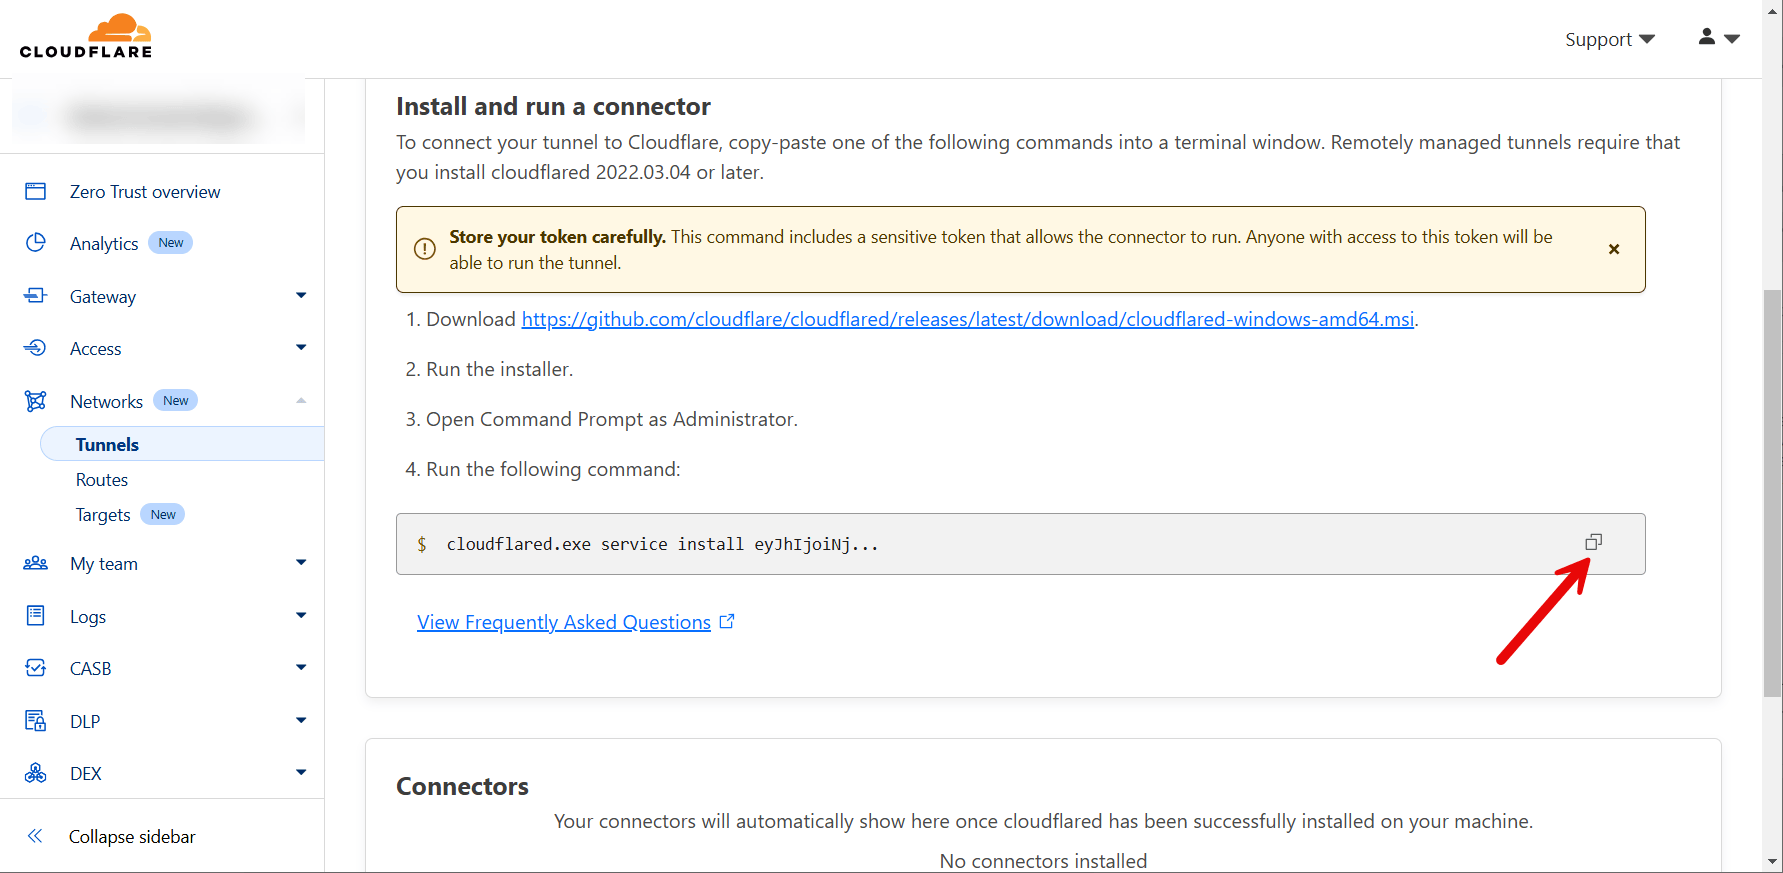 CLOUDFLARE
Support
Zero Trust overview
Analytics New
Gateway
Access
Networks New
Tunnels
Routes
Targets New
My team
Logs
CASB
DLP
DEX
Collapse sidebar
Install and run a connector
To connect your tunnel to Cloudflare, copy-paste one of the following commands into a terminal window. Remotely managed tunnels require that
you install cloudflared 2022.03.04 or later.
Store your token carefully. This command includes a sensitive token that allows the connector to run. Anyone with access to this token will be
able to run the tunnel.
1. Download https://github.com/cloudflare/cloudflared/releases/latest/download/cloudflared-windows-amd64.msi.
2. Run the installer.
3. Open Command Prompt as Administrator.
4. Run the following command:
$ cloudflared.exe service install eyJhIjoiNj...
View Frequently Asked Questions
Connectors
Your connectors will automatically show here once cloudflared has been successfully installed on your machine.
No connectors installed